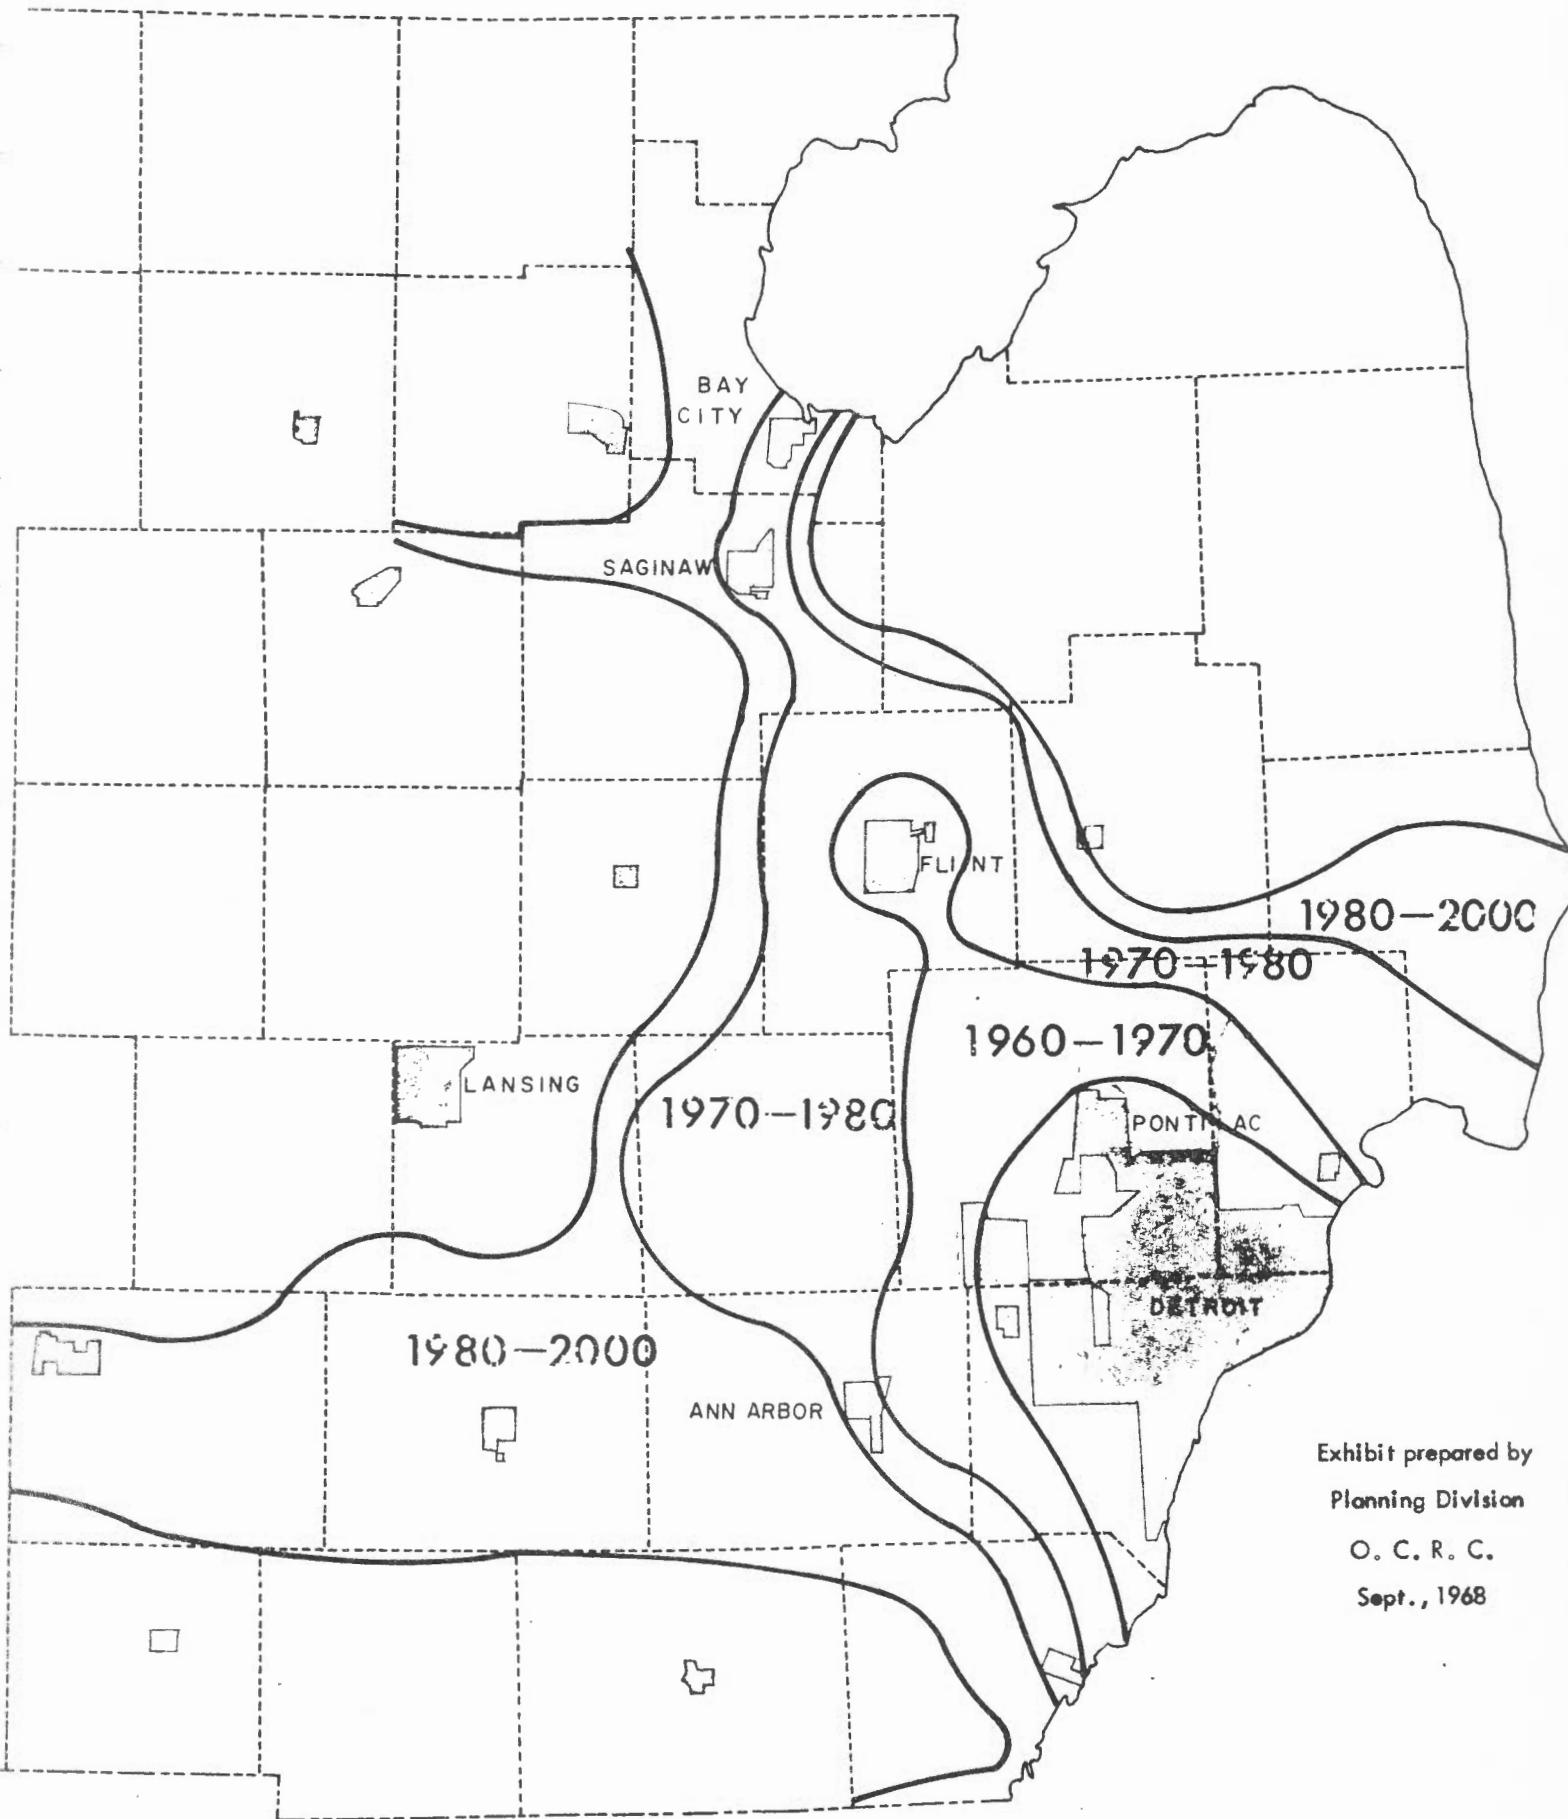 BAY
CITY
SAGINAW
FLINT
1980-2000
1970-1980
1960-1970
LANSING
1970-1980
PONTIAC
DETROIT
1980-2000
ANN ARBOR
Exhibit prepared by
Planning Division
O. C. R. C.
Sept., 1968